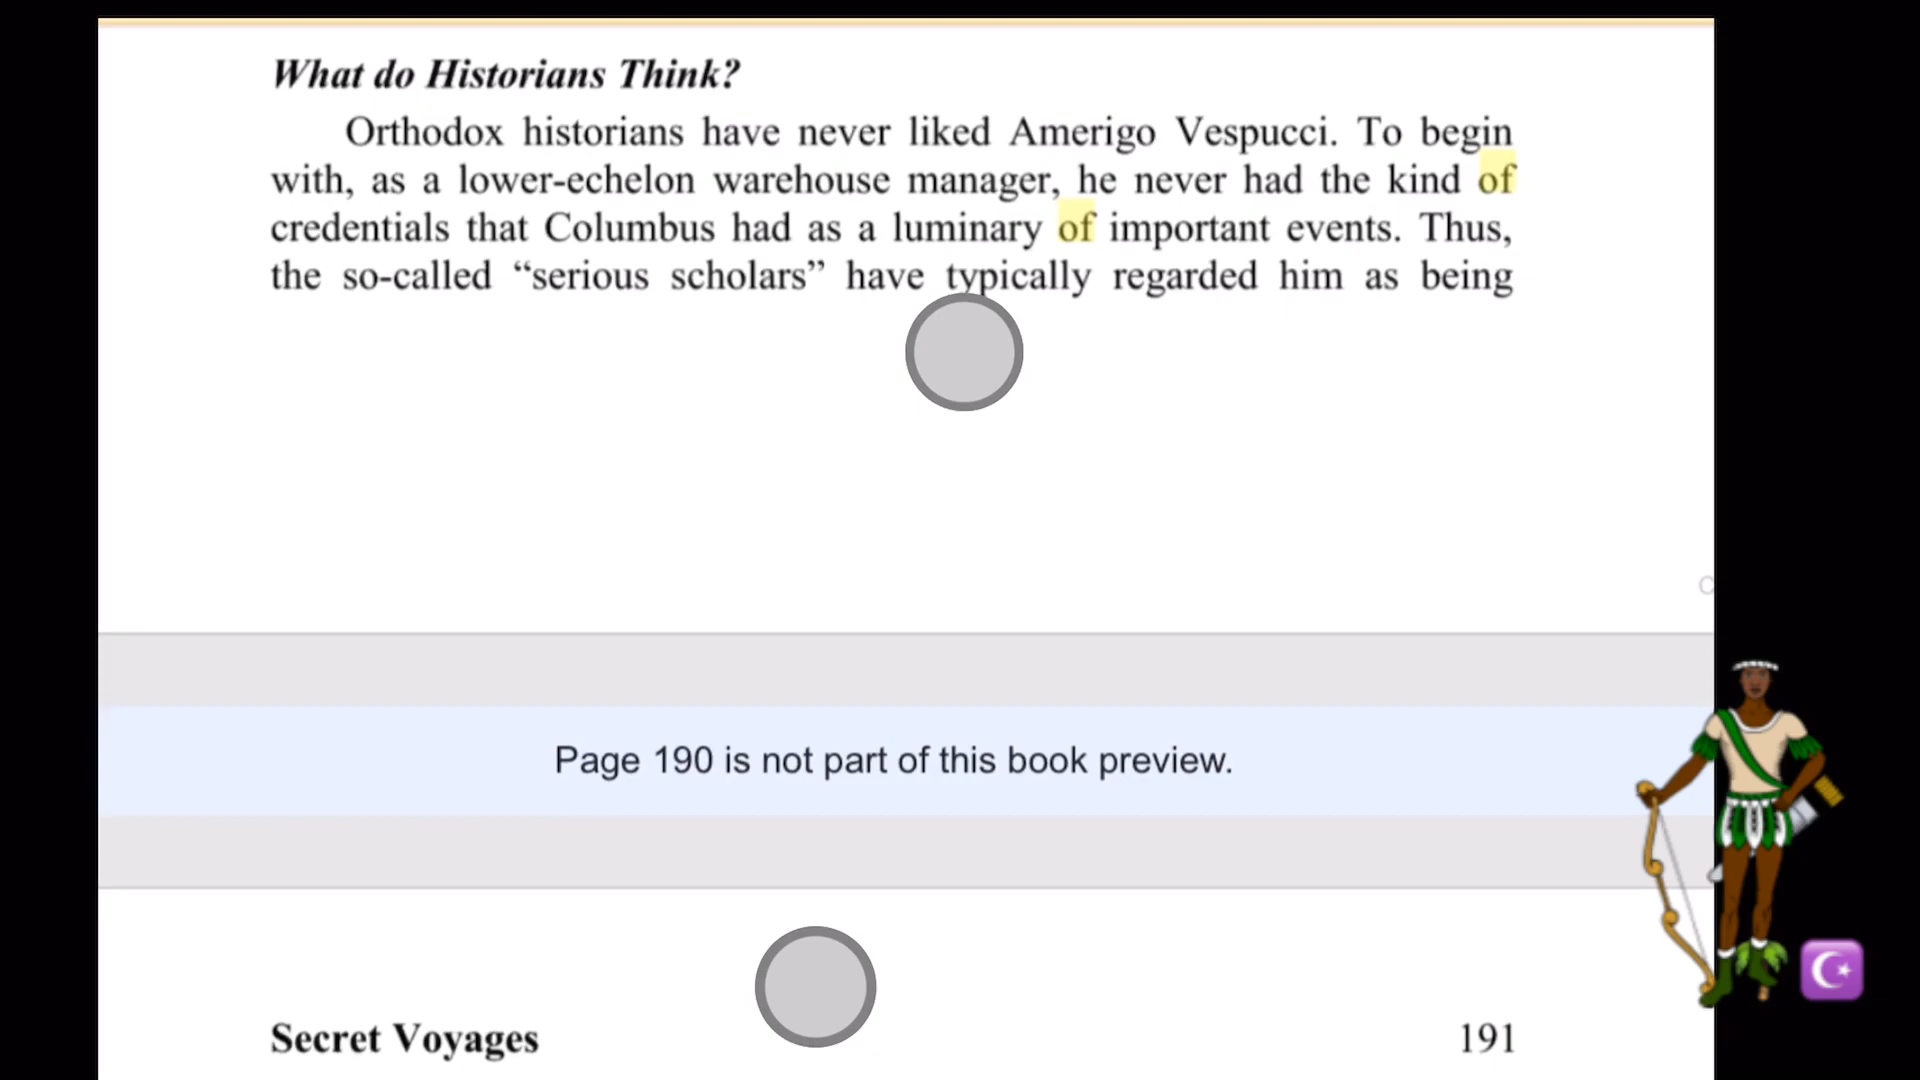 What do Historians Think?
Orthodox historians have never liked Amerigo Vespucci. To begin
with, as a lower-echelon warehouse manager, he never had the kind of
credentials that Columbus had as a luminary of important events. Thus,
the so-called “serious scholars” have typically regarded him as being
Page 190 is not part of this book preview.
Secret Voyages 191